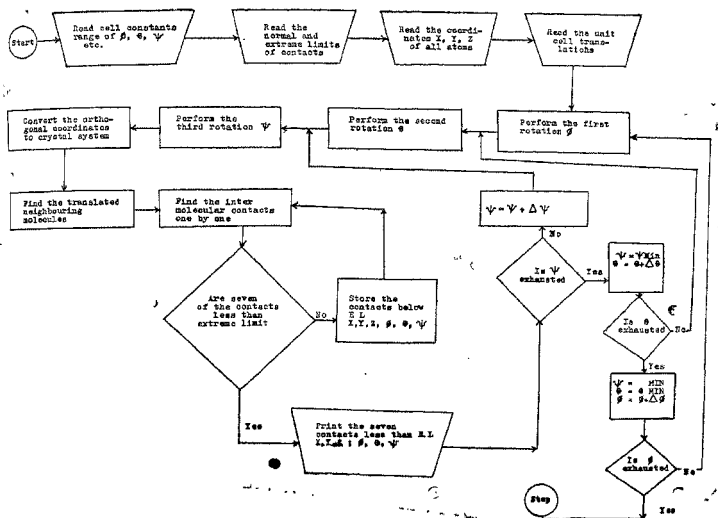 Start
Read cell constants
range of ø, θ, ψ
etc.
Read the
normal and
extreme limits
of contacts
Read the coordi-
nates X, Y, Z
of all atoms
Read the unit
cell trans-
lations
Convert the ortho-
gonal coordinates
to crystal system
Perform the
third rotation ψ
Perform the second
rotation θ
Perform the first
rotation ø
Find the translated
neighbouring
molecules
Find the inter
molecular contacts
one by one
ψ = ψ + Δ ψ
No
Is ψ
exhausted
Yes
ψ = ψMin
θ = θ+Δθ
Are seven
of the contacts
less than
extreme limit
No
Store the
contacts below
E L
X,Y,Z, ø, θ, ψ
Is θ
exhausted
No
Yes
ψ = MIN
θ = θ MIN
ø = ø+Δø
Yes
Print the seven
contacts less than E.L
X,Y,Z ; ø, θ, ψ
Is ø
exhausted
No
Yes
Stop